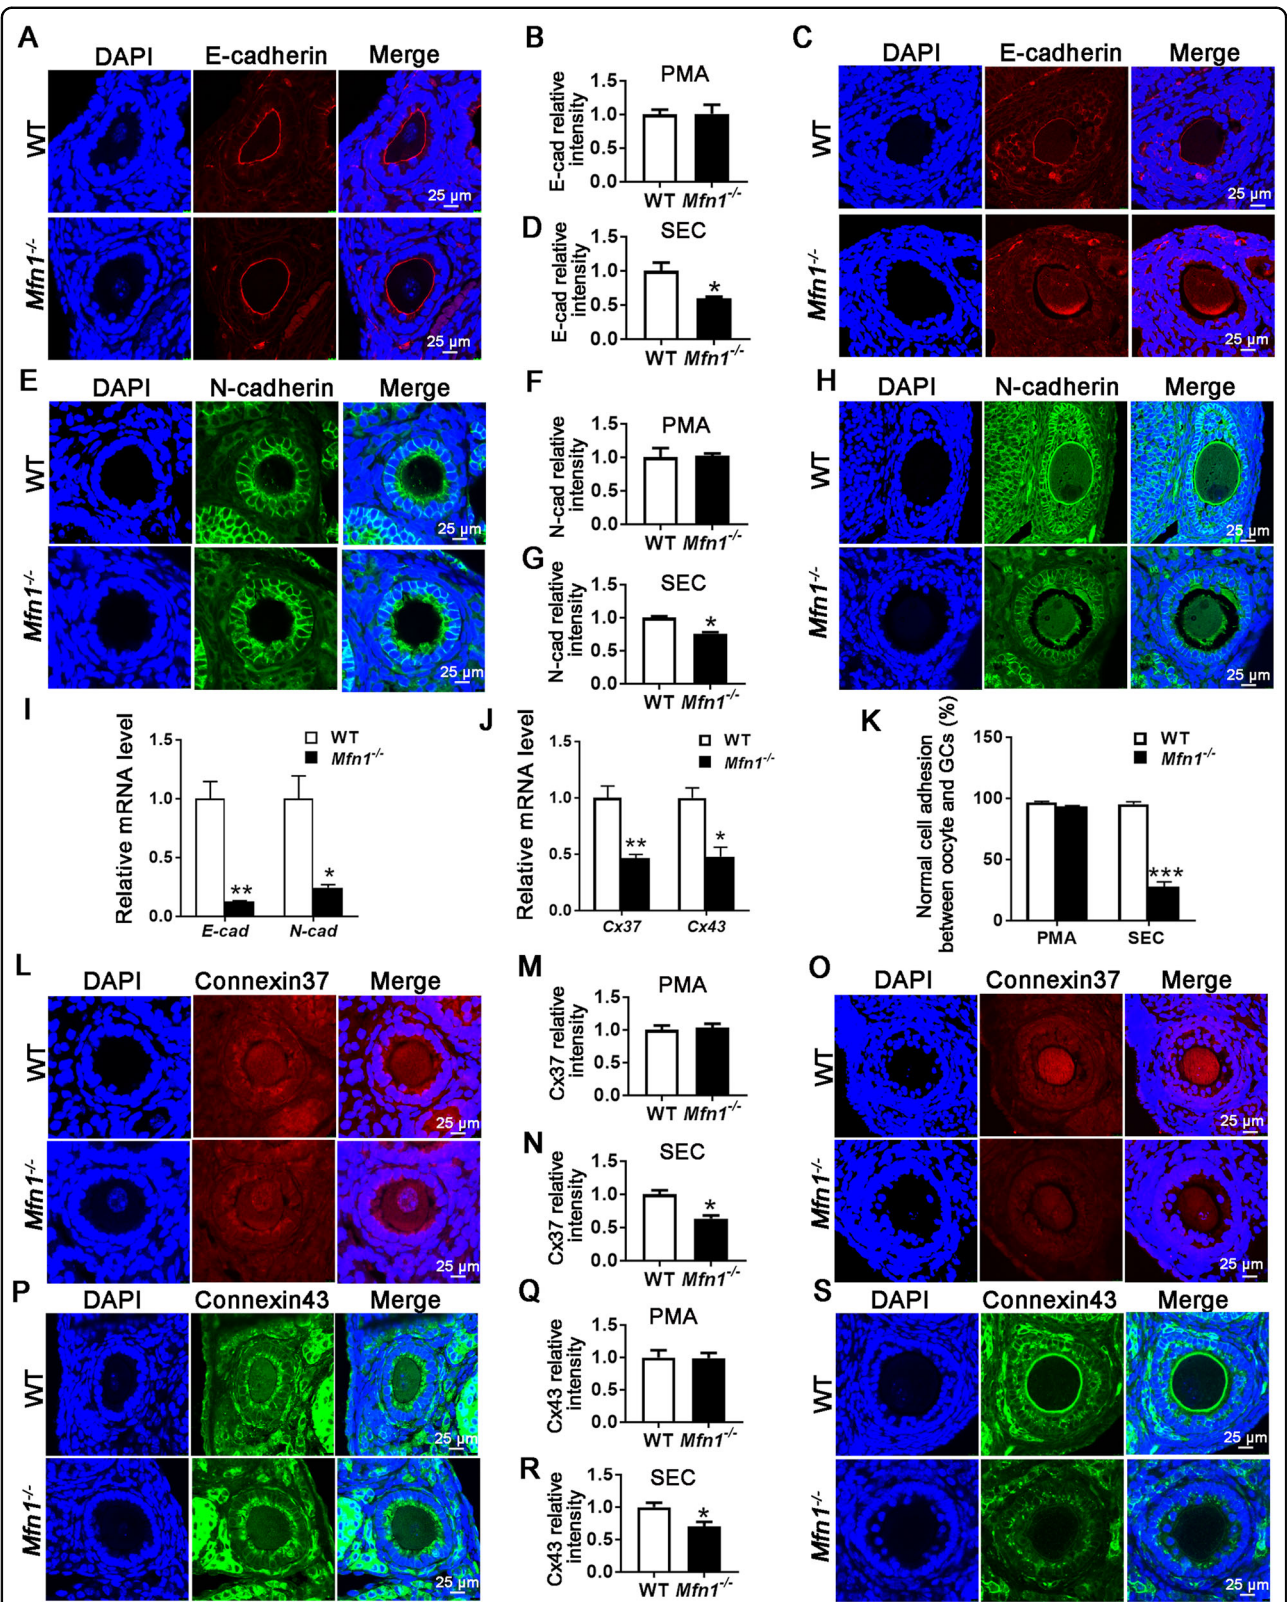 A
DAPI E-cadherin Merge
WT
25 µm
Mfn1-/-
25 µm
B
PMA
E-cad relative
intensity
1.5
1.0
0.5
0.0
WT Mfn1-/-
C
DAPI E-cadherin Merge
WT
25 µm
Mfn1-/-
25 µm
D
SEC
E-cad relative
intensity
1.5
1.0
0.5
0.0
*
WT Mfn1-/-
E
DAPI N-cadherin Merge
WT
25 µm
Mfn1-/-
25 µm
F
PMA
N-cad relative
intensity
1.5
1.0
0.5
0.0
WT Mfn1-/-
G
SEC
N-cad relative
intensity
1.5
1.0
0.5
0.0
*
WT Mfn1-/-
H
DAPI N-cadherin Merge
WT
25 µm
Mfn1-/-
25 µm
I
Relative mRNA level
1.5
1.0
0.5
0.0
WT
Mfn1-/-
**
*
E-cad N-cad
J
Relative mRNA level
1.5
1.0
0.5
0.0
WT
Mfn1-/-
**
*
Cx37 Cx43
K
Normal cell adhesion
between oocyte and GCs (%)
150
100
50
0
WT
Mfn1-/-
***
PMA SEC
L
DAPI Connexin37 Merge
WT
25 µm
Mfn1-/-
25 µm
M
PMA
Cx37 relative
intensity
1.5
1.0
0.5
0.0
WT Mfn1-/-
N
SEC
Cx37 relative
intensity
1.5
1.0
0.5
0.0
*
WT Mfn1-/-
O
DAPI Connexin37 Merge
WT
25 µm
Mfn1-/-
25 µm
P
DAPI Connexin43 Merge
WT
25 µm
Mfn1-/-
25 µm
Q
PMA
Cx43 relative
intensity
1.5
1.0
0.5
0.0
WT Mfn1-/-
R
SEC
Cx43 relative
intensity
1.5
1.0
0.5
0.0
*
WT Mfn1-/-
S
DAPI Connexin43 Merge
WT
25 µm
Mfn1-/-
25 µm